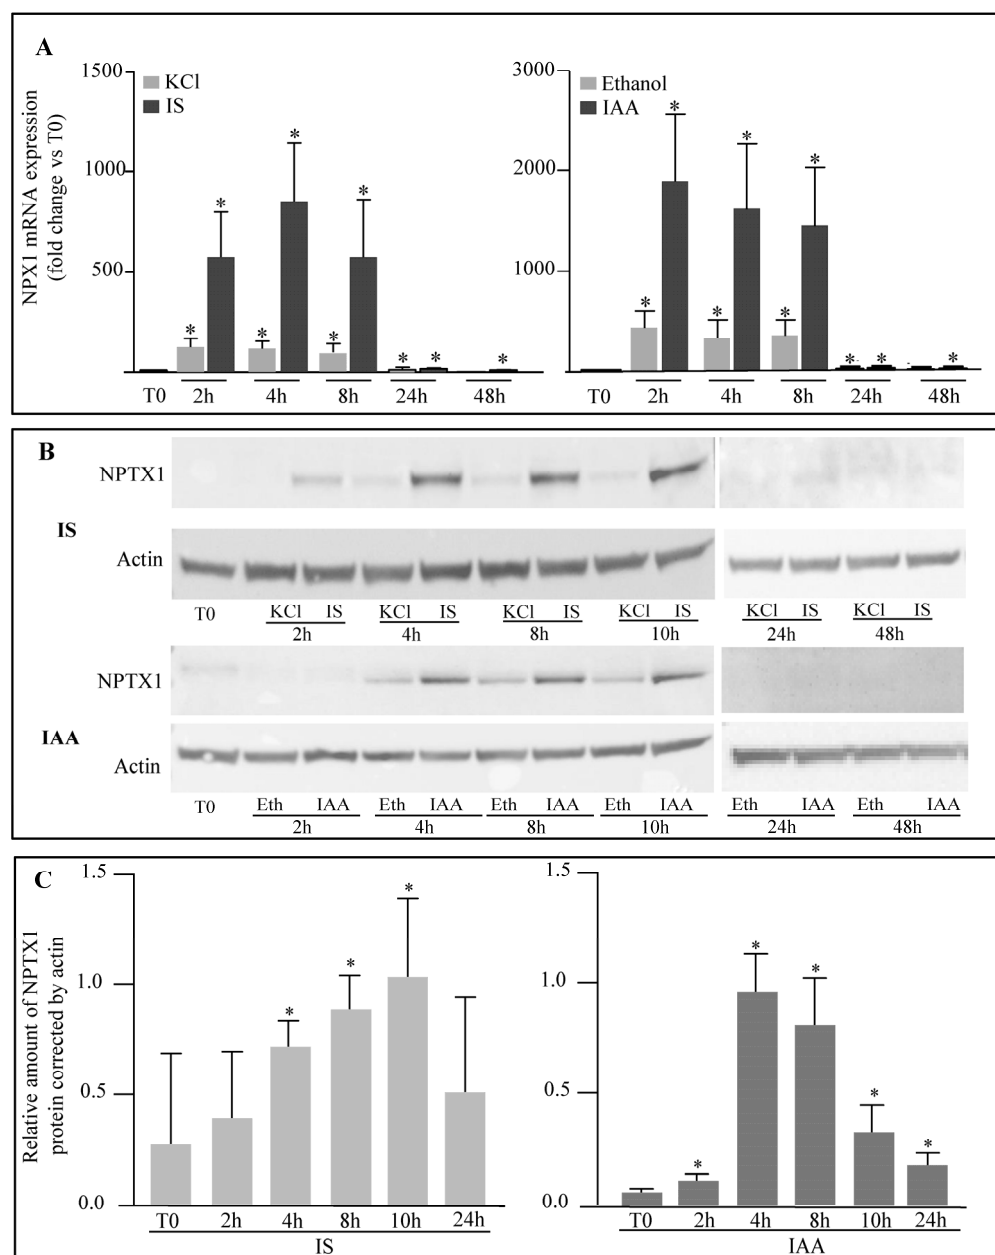 A
NPX1 mRNA expression
(fold change vs T0)
1500
1000
500
KCl
IS
* * * * * * * * *
T0 2h 4h 8h 24h 48h
3000
2000
1000
Ethanol
IAA
* * * * * * * * *
T0 2h 4h 8h 24h 48h
B
NPTX1
IS
Actin
T0 KCl IS KCl IS KCl IS KCl IS KCl IS KCl IS
2h 4h 8h 10h 24h 48h
NPTX1
IAA
Actin
T0 Eth IAA Eth IAA Eth IAA Eth IAA Eth IAA Eth IAA
2h 4h 8h 10h 24h 48h
C
Relative amount of NPTX1
protein corrected by actin
1.5
1.0
0.5
0.0
* * *
T0 2h 4h 8h 10h 24h
IS
1.5
1.0
0.5
0.0
* * * * *
T0 2h 4h 8h 10h 24h
IAA